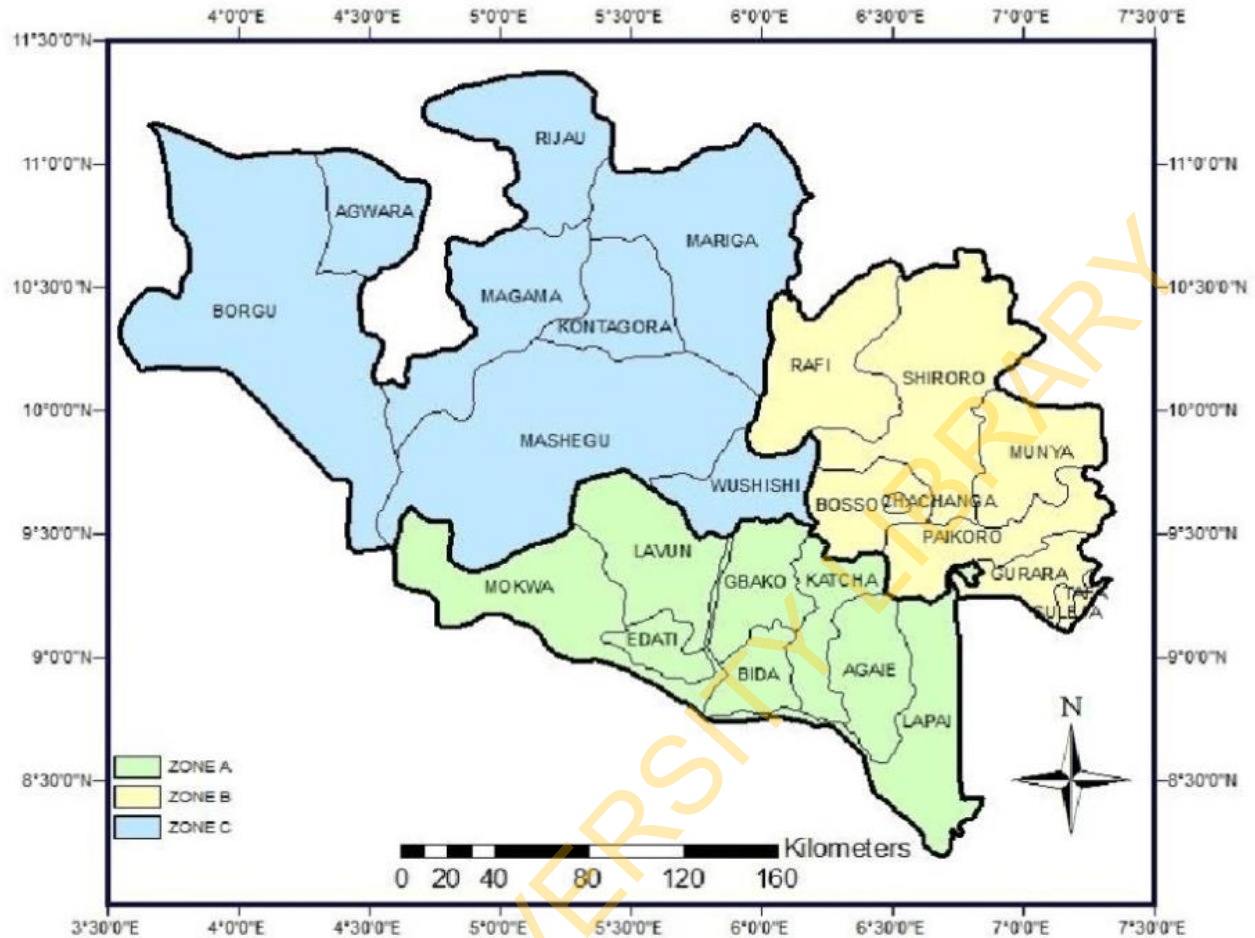 4°0'0"E 4°30'0"E 5°0'0"E 5°30'0"E 6°0'0"E 6°30'0"E 7°0'0"E 7°30'0"E
11°30'0"N
RIJAU
11°0'0"N 11°0'0"N
AGWARA
MARIGA
10°30'0"N MAGAMA 10°30'0"N
BORGU
KONTAGORA
RAFI
SHIRORO
10°0'0"N 10°0'0"N
MASHEGU
MUNYA
WUSHISHI
BOSSO CHACHANGA
9°30'0"N PAIKORO 9°30'0"N
LAVUN
GBAKO KATCHA GURARA
MOKWA
EDATI
9°0'0"N 9°0'0"N
BIDA AGAIE
LAPAI
N
ZONE A
8°30'0"N 8°30'0"N
ZONE B
ZONE C
Kilometers
0 20 40 80 120 160
3°30'0"E 4°0'0"E 4°30'0"E 5°0'0"E 5°30'0"E 6°0'0"E 6°30'0"E 7°0'0"E 7°30'0"E
VERSITY LIBRARY